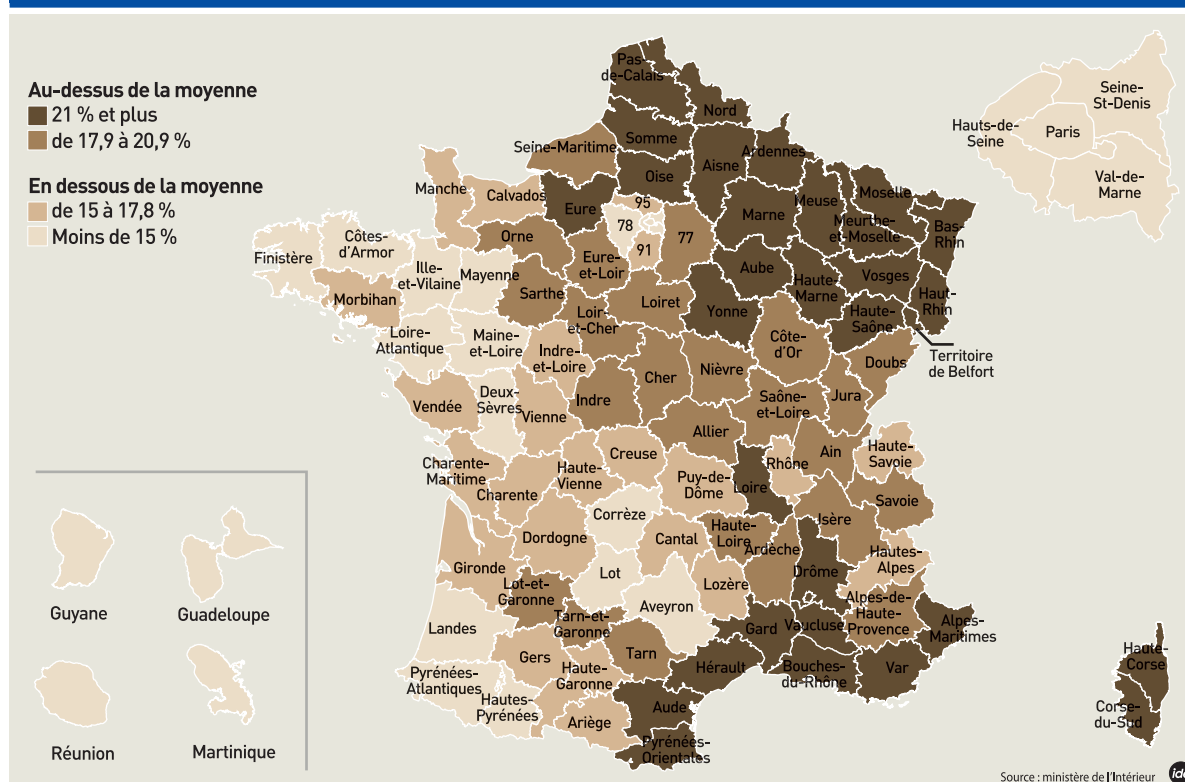 Au-dessus de la moyenne
21 % et plus
de 17,9 à 20,9 %
En dessous de la moyenne
de 15 à 17,8 %
Moins de 15 %
Pas-
de-Calais
Nord
Somme
Seine-Maritime
Aisne
Ardennes
Oise
Manche
Calvados
Eure
95
78
91
77
Marne
Meuse
Moselle
Meurthe-
et-Moselle
Bas-
Rhin
Orne
Eure-
et-Loir
Aube
Haute-
Marne
Vosges
Haut-
Rhin
Finistère
Côtes-
d'Armor
Ille-
et-Vilaine
Mayenne
Morbihan
Sarthe
Loiret
Yonne
Haute-
Saône
Territoire
de Belfort
Loire-
Atlantique
Maine-
et-Loire
Loir-
et-Cher
Indre-
et-Loire
Côte-
d'Or
Doubs
Cher
Nièvre
Vendée
Deux-
Sèvres
Vienne
Indre
Saône-
et-Loire
Jura
Allier
Charente-
Maritime
Charente
Haute-
Vienne
Creuse
Puy-de-
Dôme
Loire
Rhône
Ain
Haute-
Savoie
Savoie
Corrèze
Dordogne
Cantal
Haute-
Loire
Ardèche
Isère
Drôme
Hautes-
Alpes
Gironde
Lot-et-
Garonne
Lot
Aveyron
Lozère
Alpes-de-
Haute-
Provence
Alpes-
Maritimes
Landes
Tarn-et-
Garonne
Tarn
Gard
Vaucluse
Gers
Haute-
Garonne
Hérault
Bouches-
du-Rhône
Var
Pyrénées-
Atlantiques
Hautes-
Pyrénées
Ariège
Aude
Pyrénées-
Orientales
Haute-
Corse
Corse-
du-Sud
Seine-
St-Denis
Hauts-de-
Seine
Paris
Val-de-
Marne
Guyane
Guadeloupe
Réunion
Martinique
Source : ministère de l'Intérieur
idé